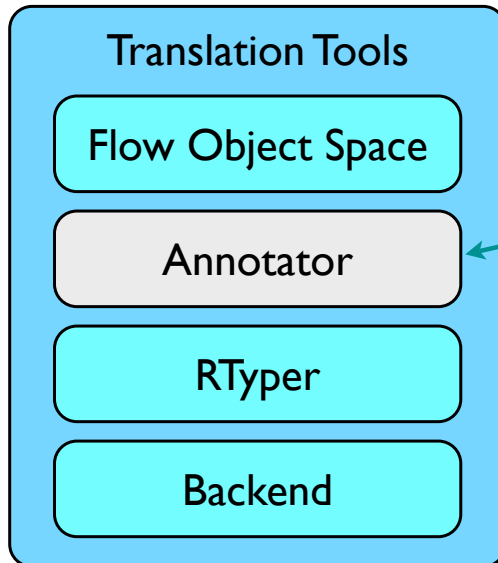 Translation Tools
Flow Object Space
Annotator
RTyper
Backend